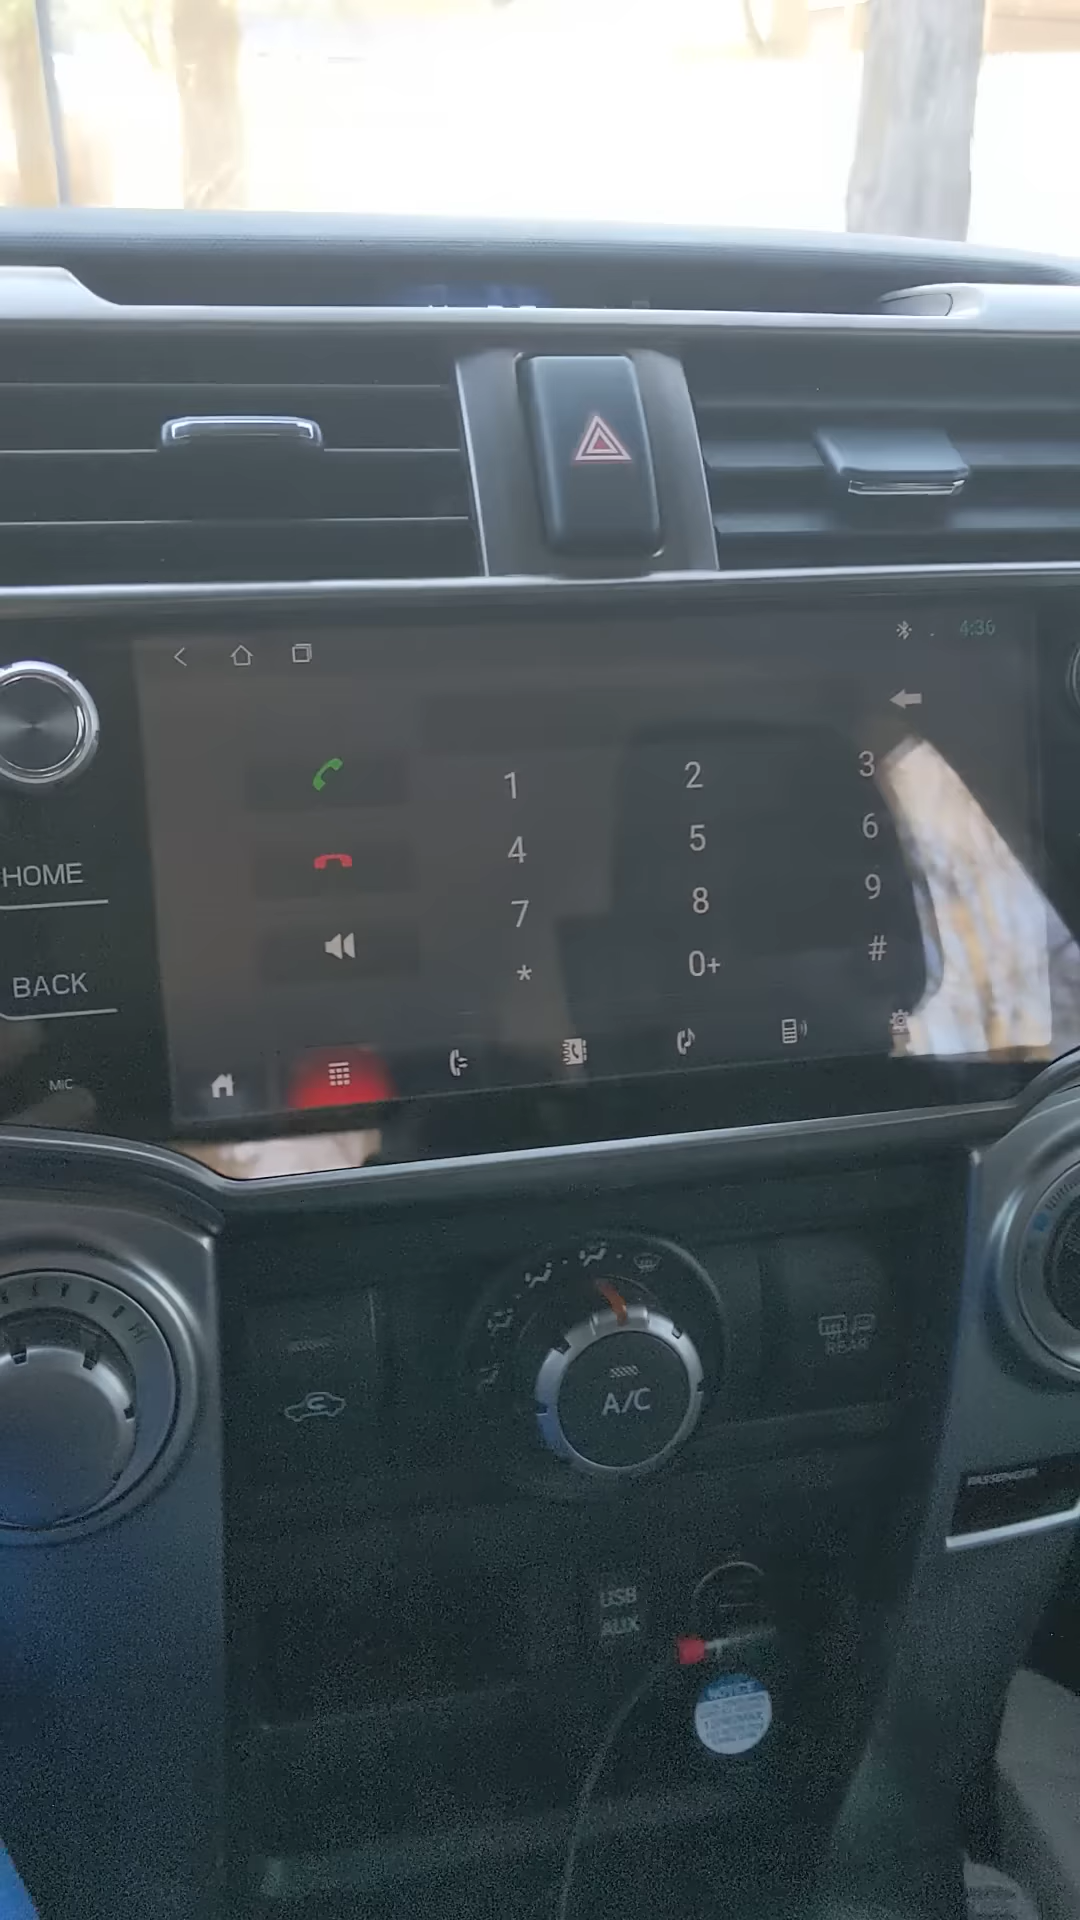 4:36
1 2 3
HOME
4 5 6
7 8 9
BACK
* 0+ #
MIC
A/C
REAR
PASSENGER
USB
AUX
NOTICE